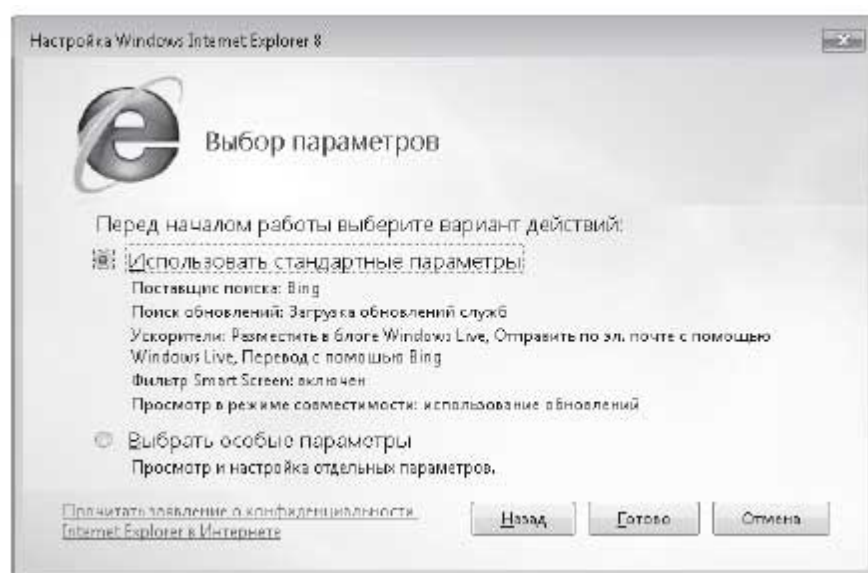 Настройка Windows Internet Explorer 8
Выбор параметров
Перед началом работы выберите вариант действий:
Использовать стандартные параметры
Поставщик поиска: Bing
Поиск обновлений: Загрузка обновлений служб
Ускорители: Разместить в блоге Windows Live, Отправить по эл. почте с помощью
Windows Live, Перевод с помощью Bing
Фильтр Smart Screen: включен
Просмотр в режиме совместимости: использование обновлений
Выбрать особые параметры
Просмотр и настройка отдельных параметров.
Прочитать заявление о конфиденциальности
Internet Explorer в Интернете
Назад
Готово
Отмена